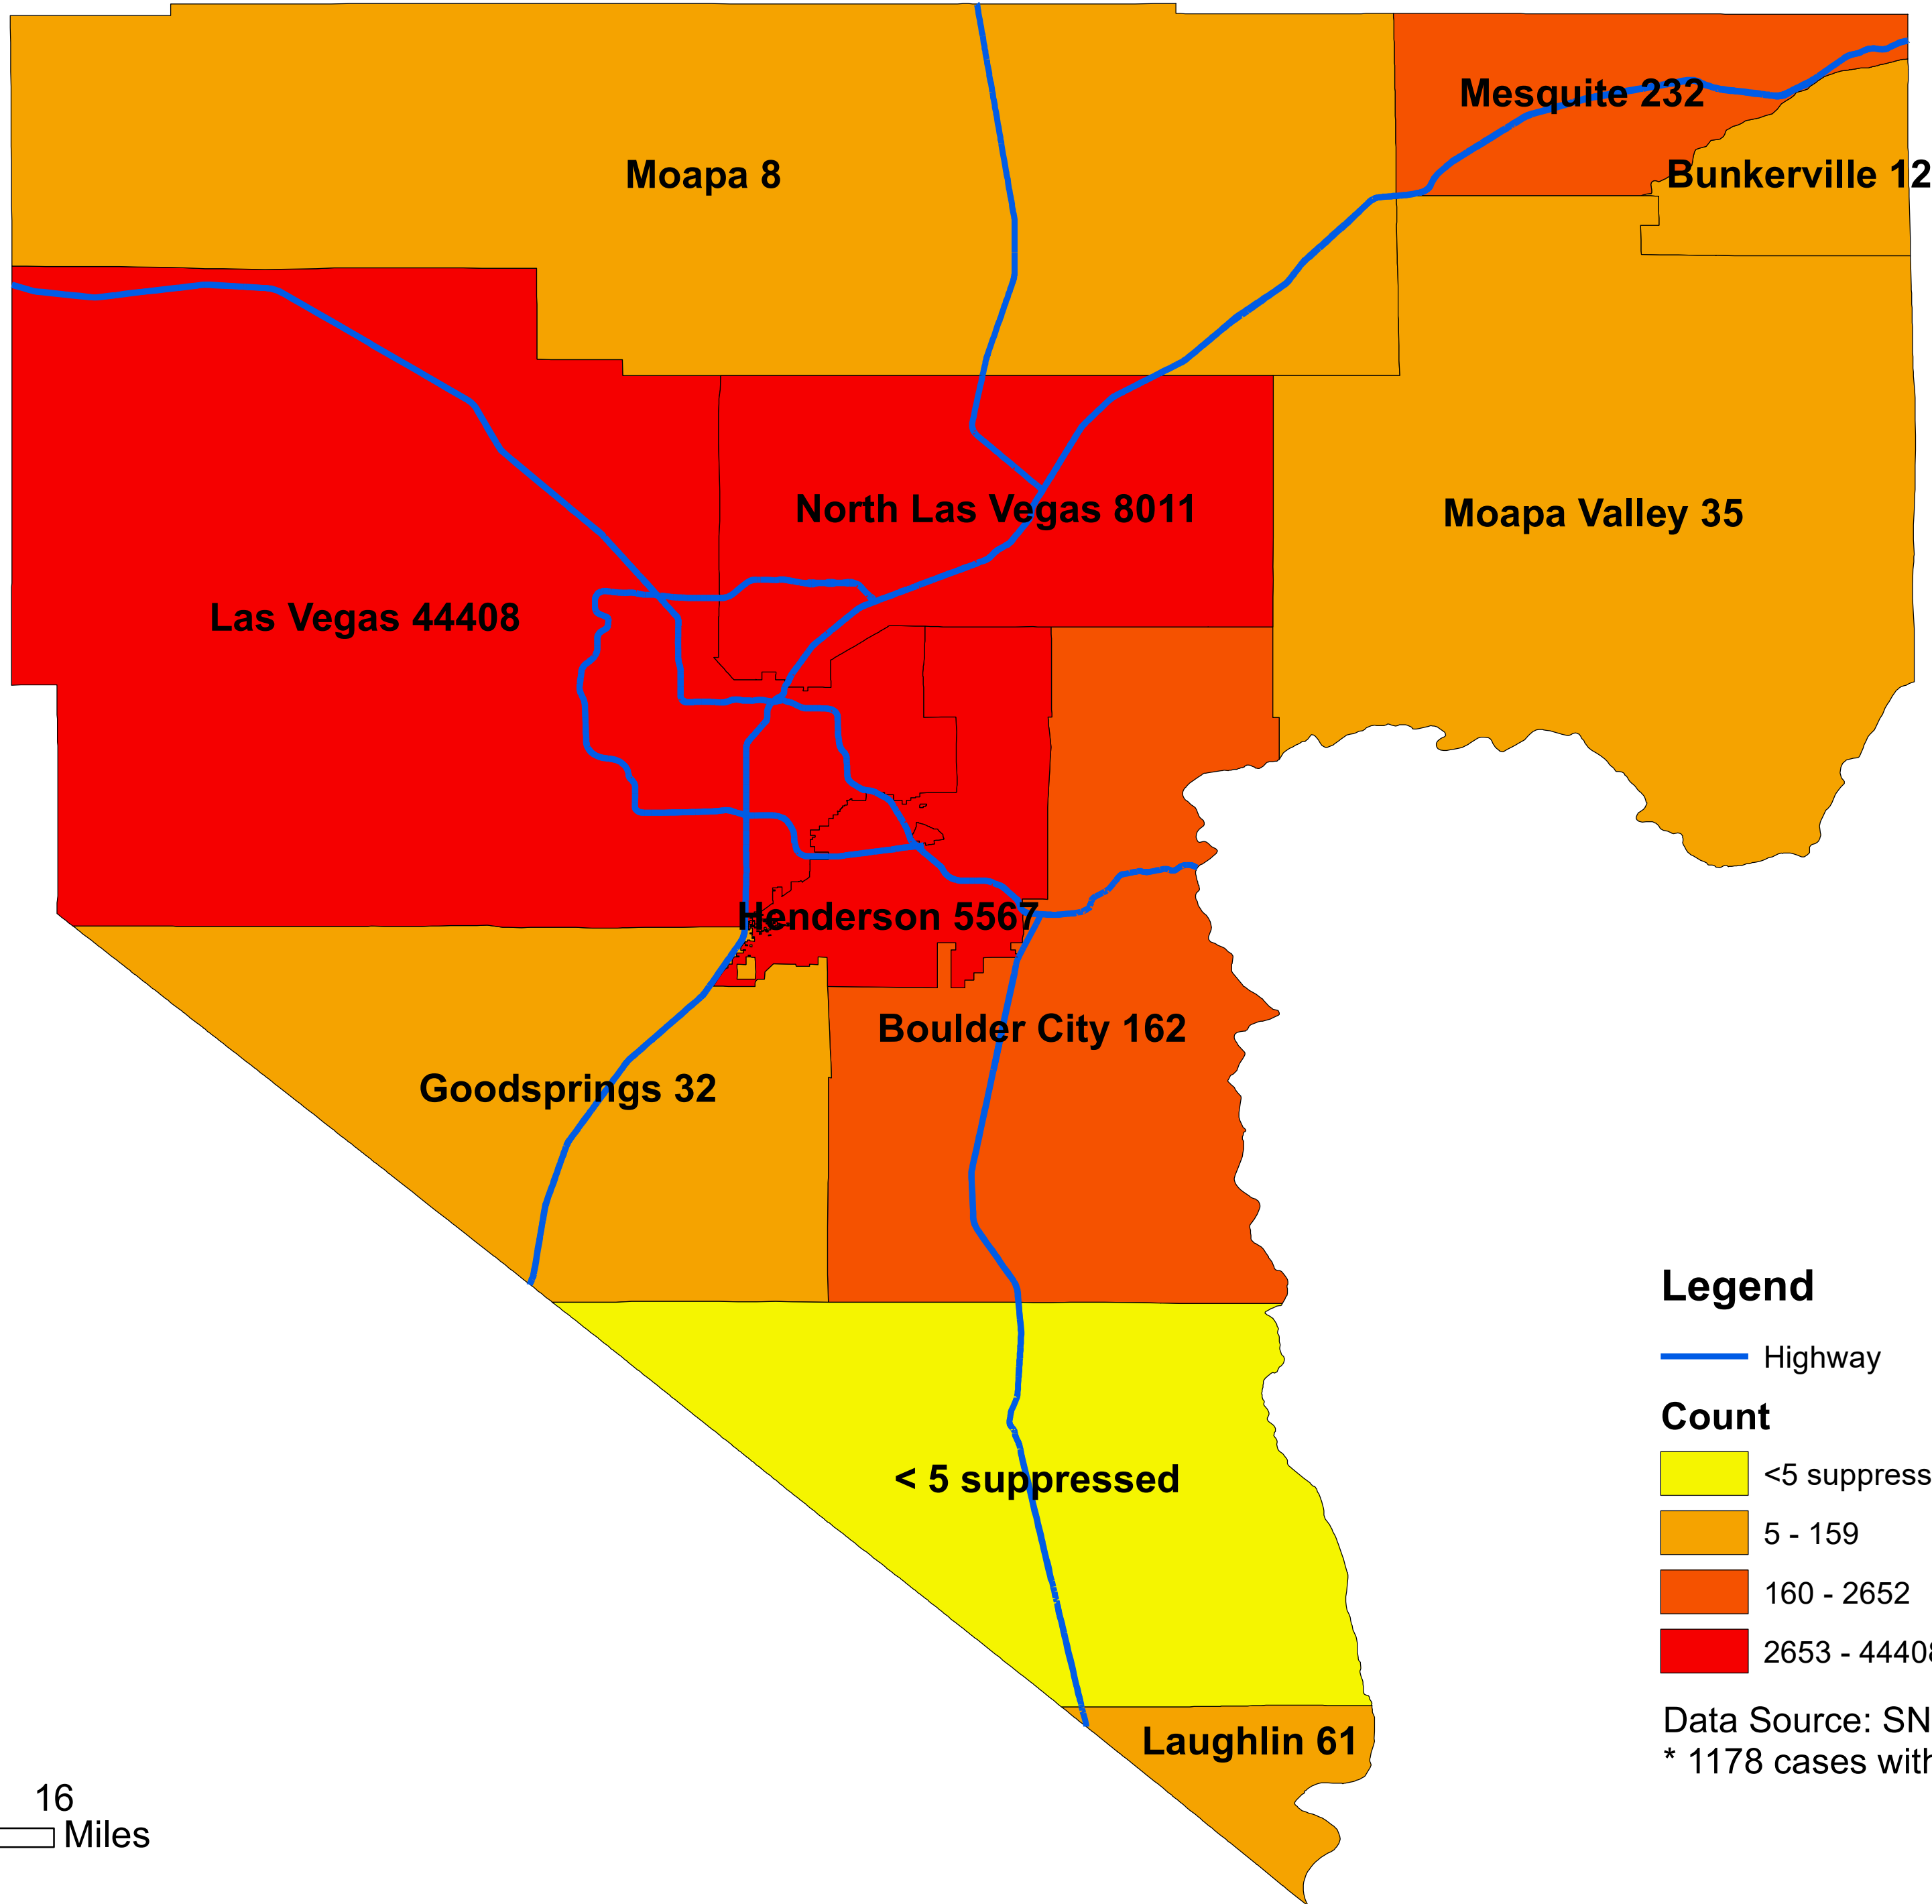 Mesquite 232
Moapa 8
Bunkerville 12
North Las Vegas 8011
Moapa Valley 35
Las Vegas 44408
Henderson 5567
Boulder City 162
Goodsprings 32
< 5 suppressed
Laughlin 61
Legend
Highway
Count
<5 suppress
5 - 159
160 - 2652
2653 - 44408
Data Source: SN
* 1178 cases with
16
Miles